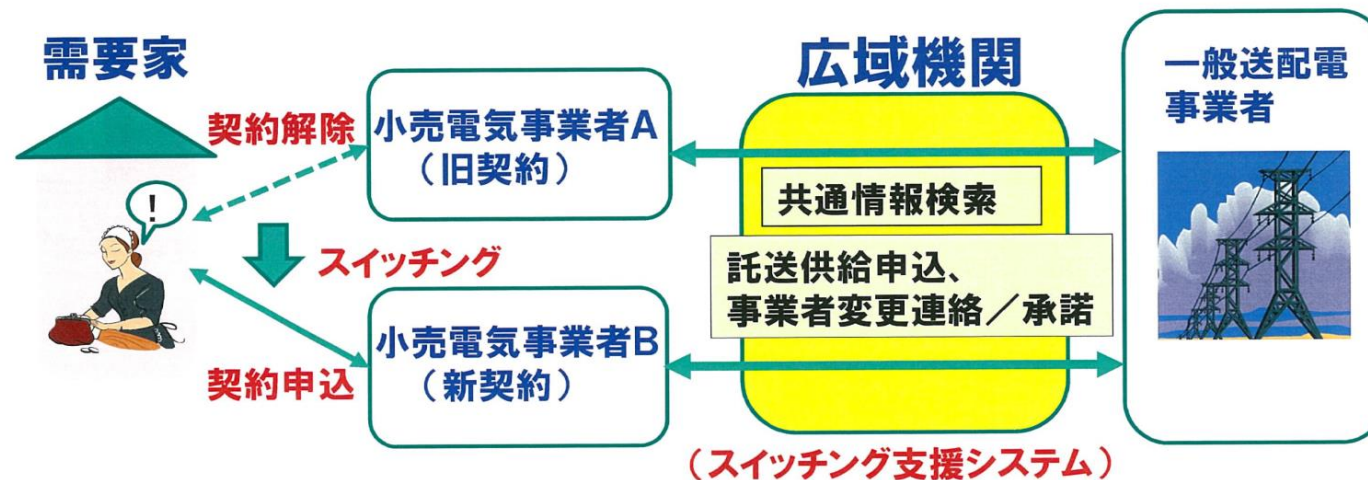 需要家
契約解除
小売電気事業者A
（旧契約）
!
スイッチング
契約申込
小売電気事業者B
（新契約）
広域機関
共通情報検索
託送供給申込、
事業者変更連絡／承諾
（スイッチング支援システム）
一般送配電
事業者